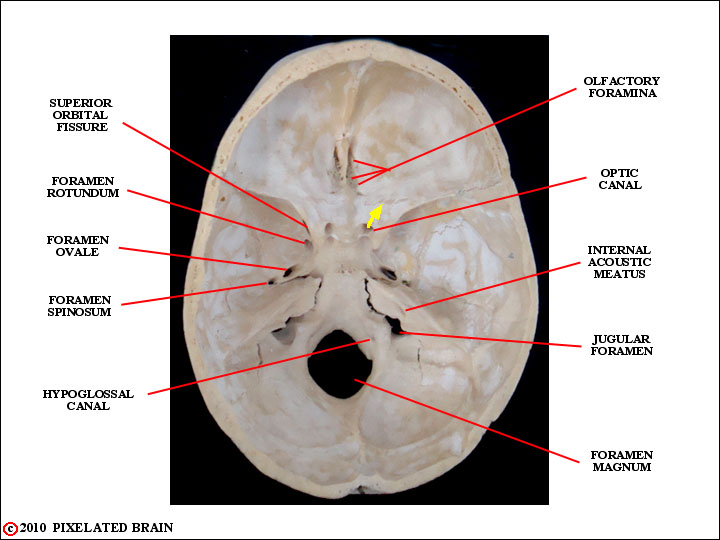 OLFACTORY
FORAMINA
SUPERIOR
ORBITAL
FISSURE
OPTIC
CANAL
FORAMEN
ROTUNDUM
FORAMEN
OVALE
INTERNAL
ACOUSTIC
MEATUS
FORAMEN
SPINOSUM
JUGULAR
FORAMEN
HYPOGLOSSAL
CANAL
FORAMEN
MAGNUM
© 2010 PIXELATED BRAIN